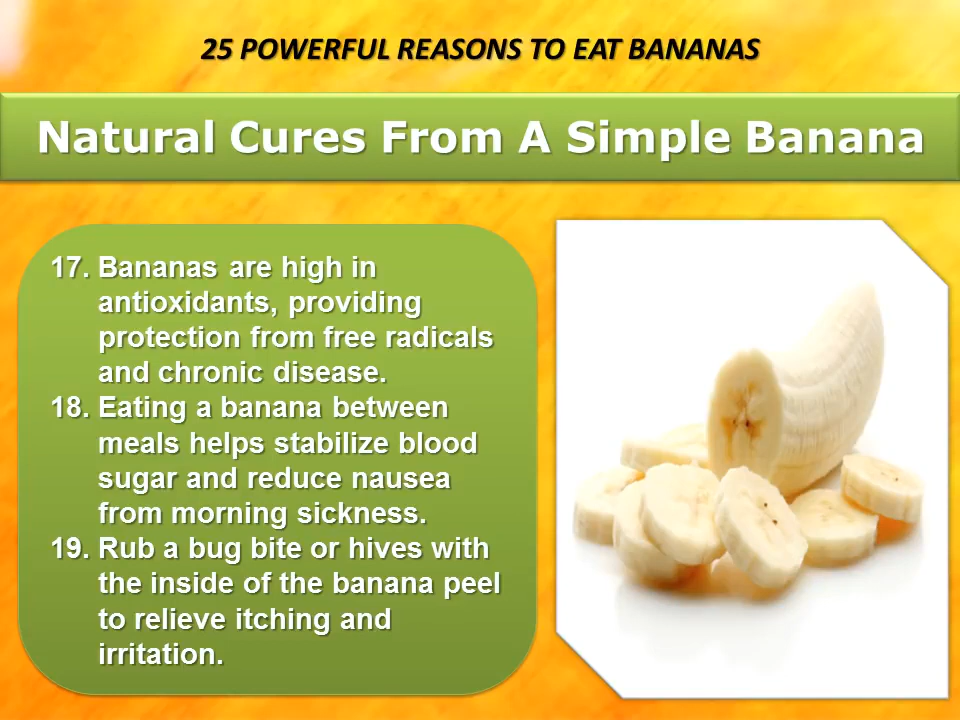 25 POWERFUL REASONS TO EAT BANANAS
Natural Cures From A Simple Banana
17. Bananas are high in
antioxidants, providing
protection from free radicals
and chronic disease.
18. Eating a banana between
meals helps stabilize blood
sugar and reduce nausea
from morning sickness.
19. Rub a bug bite or hives with
the inside of the banana peel
to relieve itching and
irritation.